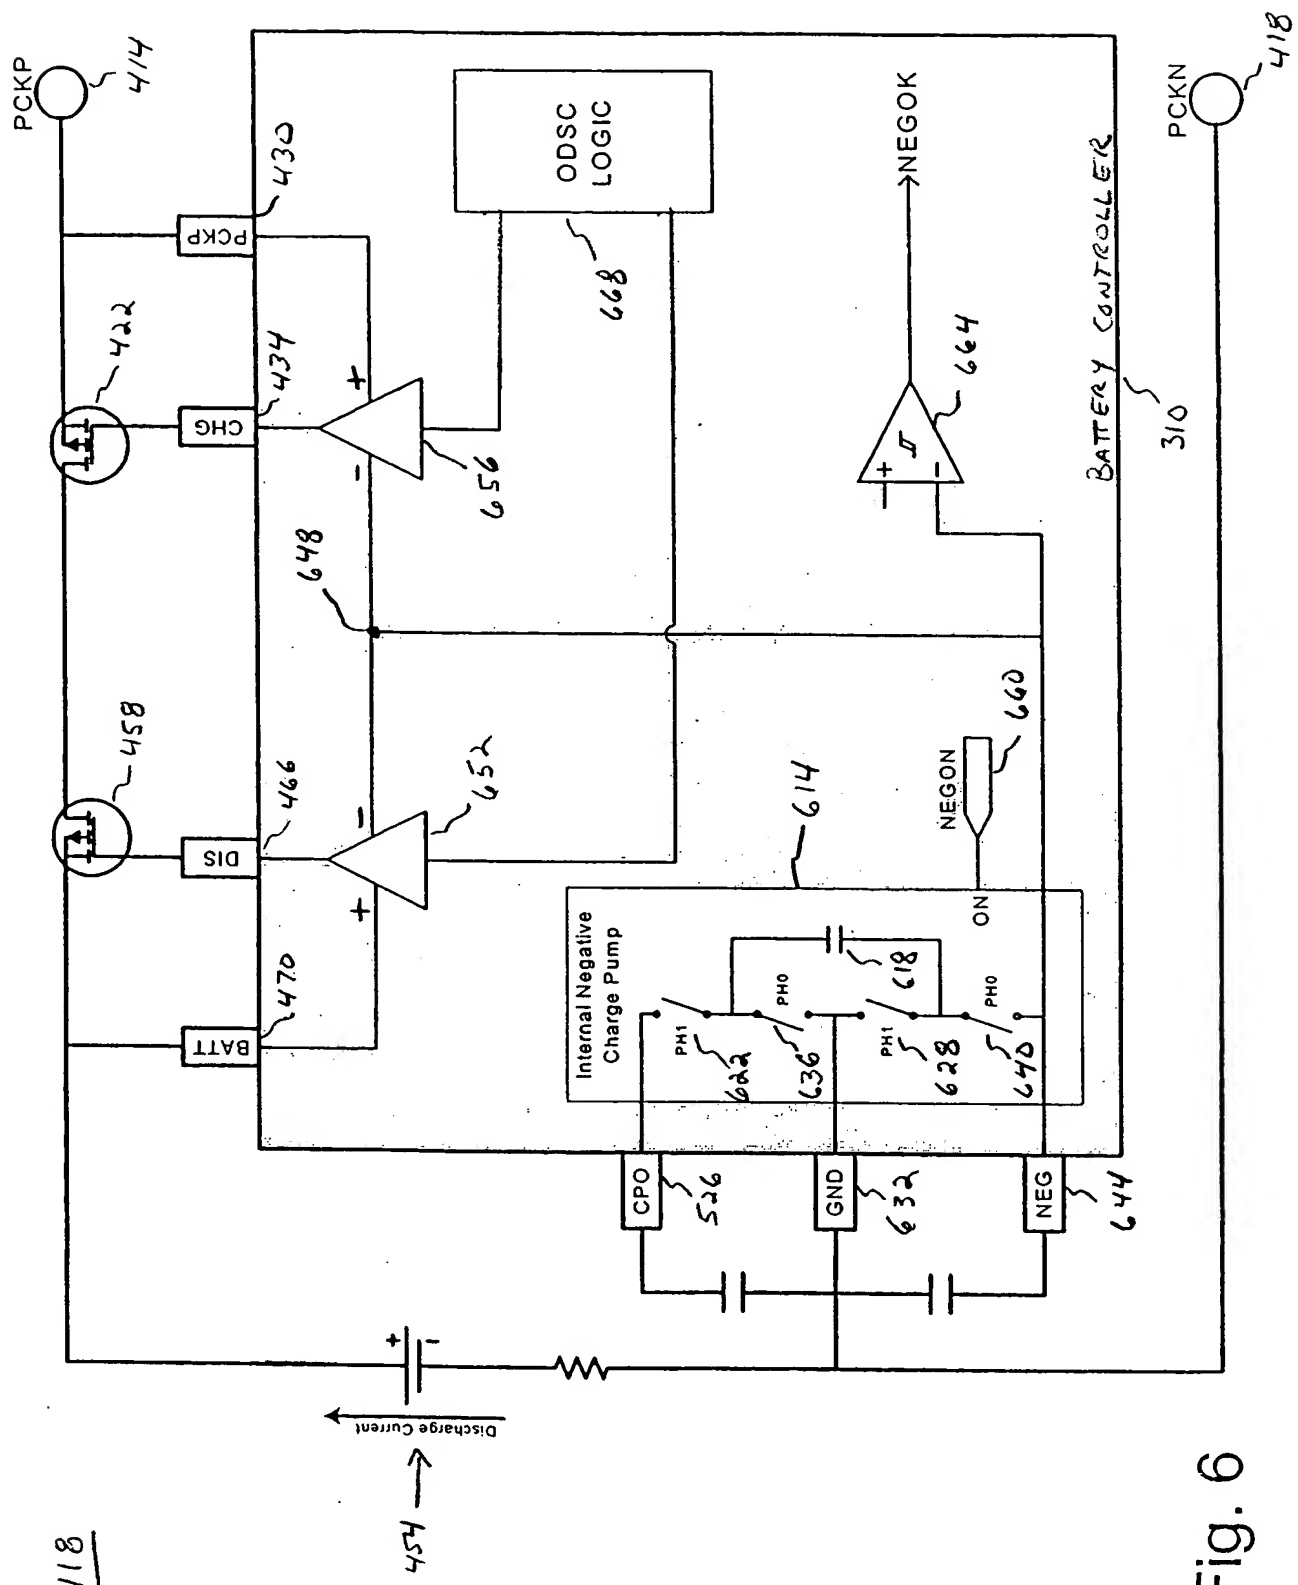 PCKP
414
PCKP
430
CHG
434
422
DIS
466
458
BATT
470
+
-
656
648
-
+
652
ODSC
LOGIC
668
NEGOK
664
+
-
NEGON
660
ON
614
Internal Negative
Charge Pump
PH1
622
PH0
636
618
PH1
628
PH0
640
CPO
526
GND
632
NEG
644
BATTERY CONTROLLER
310
PCKN
418
+
-
Discharge Current
454
118
Fig. 6